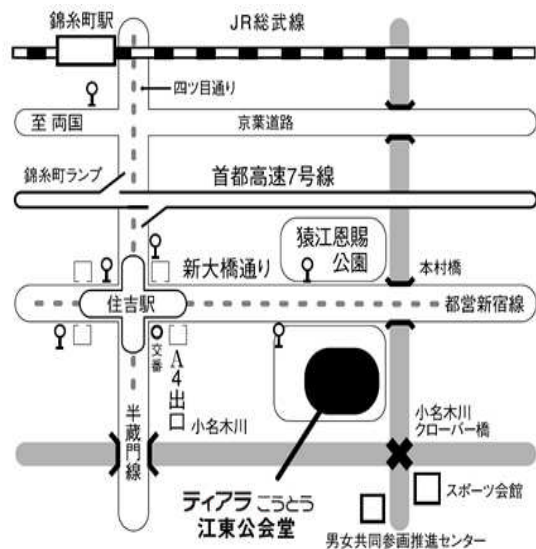 錦糸町駅
JR総武線
四ツ目通り
至 両国
京葉道路
錦糸町ランプ
首都高速7号線
猿江恩賜
公園
新大橋通り
本村橋
住吉駅
都営新宿線
交番
A4出口
半蔵門線
小名木川
小名木川
クローバー橋
ティアラ こうとう
江東公会堂
スポーツ会館
男女共同参画推進センター